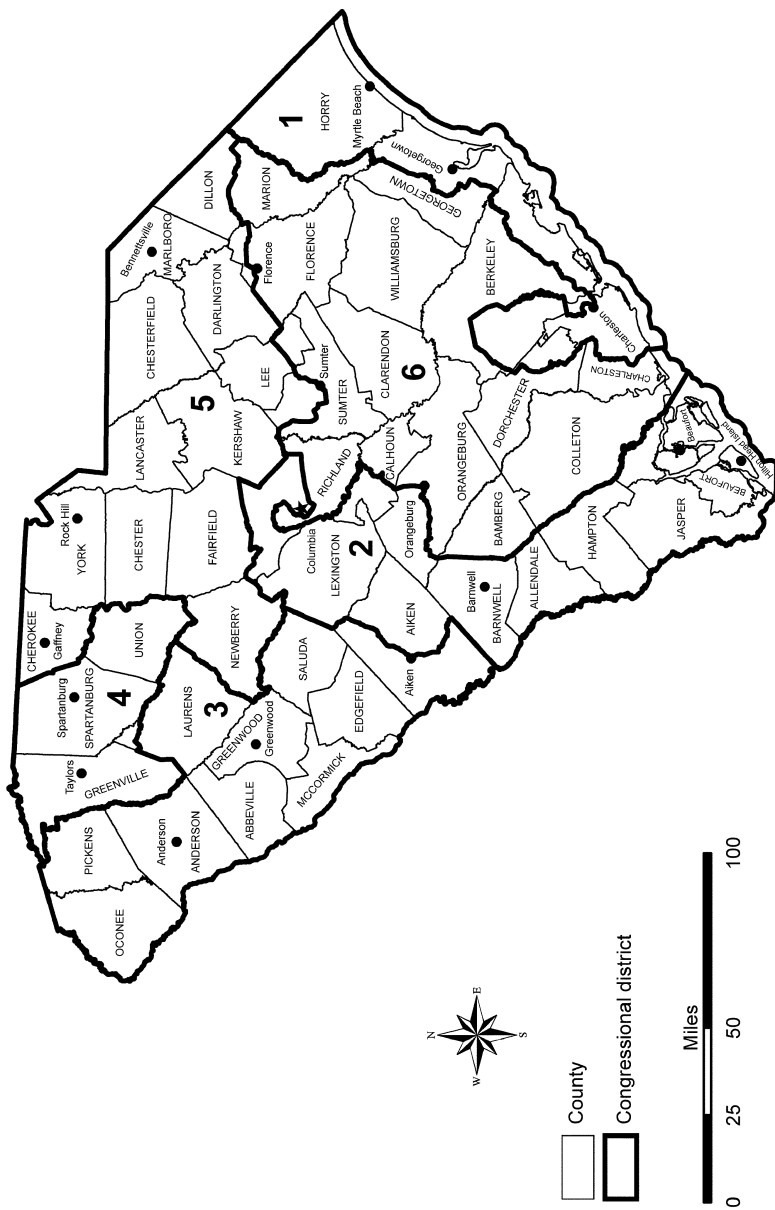 OCONEE
PICKENS
Taylors
GREENVILLE
Spartanburg
SPARTANBURG
4
CHEROKEE
Gaffney
Rock Hill
YORK
UNION
CHESTER
LANCASTER
CHESTERFIELD
Bennettsville
MARLBORO
DILLON
Anderson
ANDERSON
ABBEVILLE
LAURENS
3
GREENWOOD
Greenwood
NEWBERRY
FAIRFIELD
5
KERSHAW
DARLINGTON
LEE
Florence
FLORENCE
MARION
1
HORRY
Myrtle Beach
MCCORMICK
SALUDA
EDGEFIELD
Columbia
LEXINGTON
RICHLAND
2
Sumter
SUMTER
CLARENDON
6
WILLIAMSBURG
GEORGETOWN
Georgetown
Aiken
AIKEN
Orangeburg
CALHOUN
ORANGEBURG
BERKELEY
Barnwell
BARNWELL
BAMBERG
DORCHESTER
Charleston
CHARLESTON
ALLENDALE
COLLETON
HAMPTON
JASPER
Beaufort
BEAUFORT
Hilton Head Island
N
W
E
S
County
Congressional district
Miles
0
25
50
100